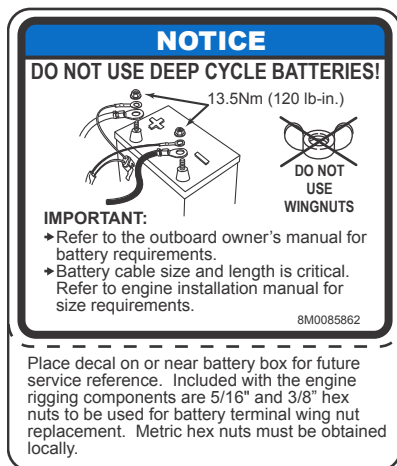 NOTICE
DO NOT USE DEEP CYCLE BATTERIES!
13.5Nm (120 lb-in.)
DO NOT
USE
WINGNUTS
IMPORTANT:
➔Refer to the outboard owner's manual for
battery requirements.
➔Battery cable size and length is critical.
Refer to engine installation manual for
size requirements.
8M0085862
Place decal on or near battery box for future
service reference.  Included with the engine
rigging components are 5/16" and 3/8” hex
nuts to be used for battery terminal wing nut
replacement.  Metric hex nuts must be obtained
locally.